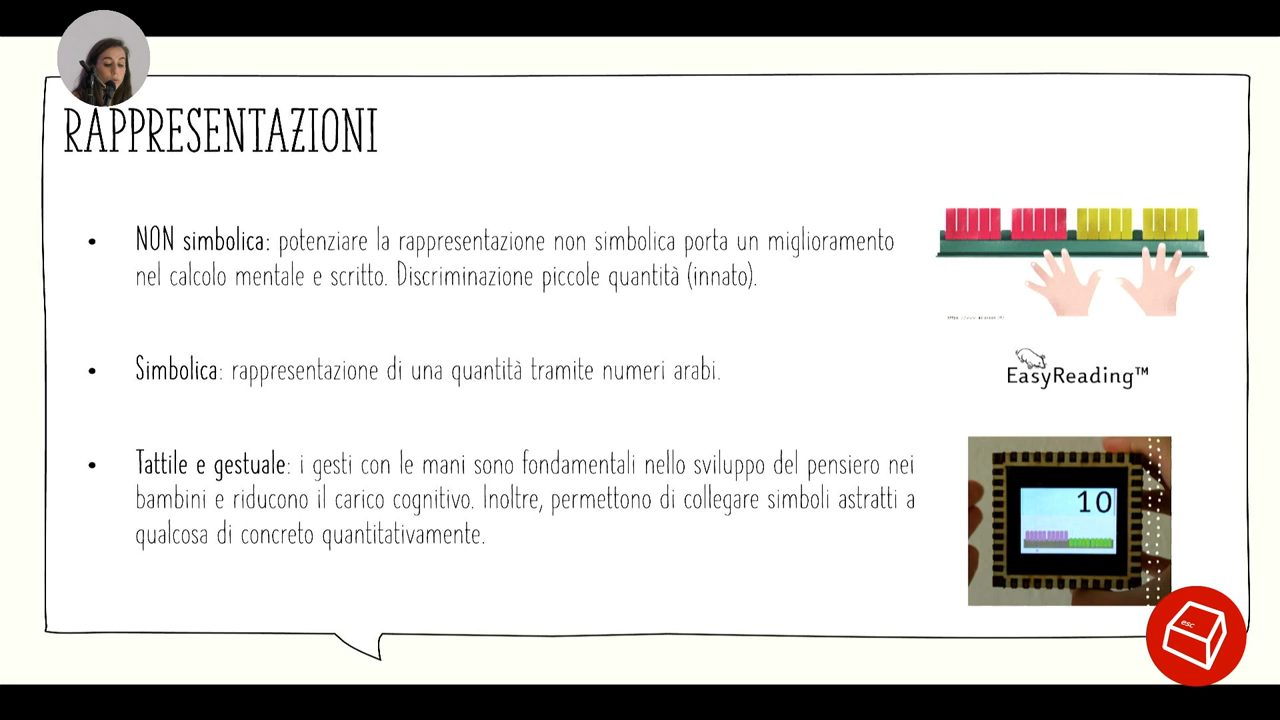 RAPPRESENTAZIONI
• NON simbolica: potenziare la rappresentazione non simbolica porta un miglioramento
nel calcolo mentale e scritto. Discriminazione piccole quantità (innato).
• Simbolica: rappresentazione di una quantità tramite numeri arabi.
EasyReading™
• Tattile e gestuale: i gesti con le mani sono fondamentali nello sviluppo del pensiero nei
bambini e riducono il carico cognitivo. Inoltre, permettono di collegare simboli astratti a
qualcosa di concreto quantitativamente.
10
esc